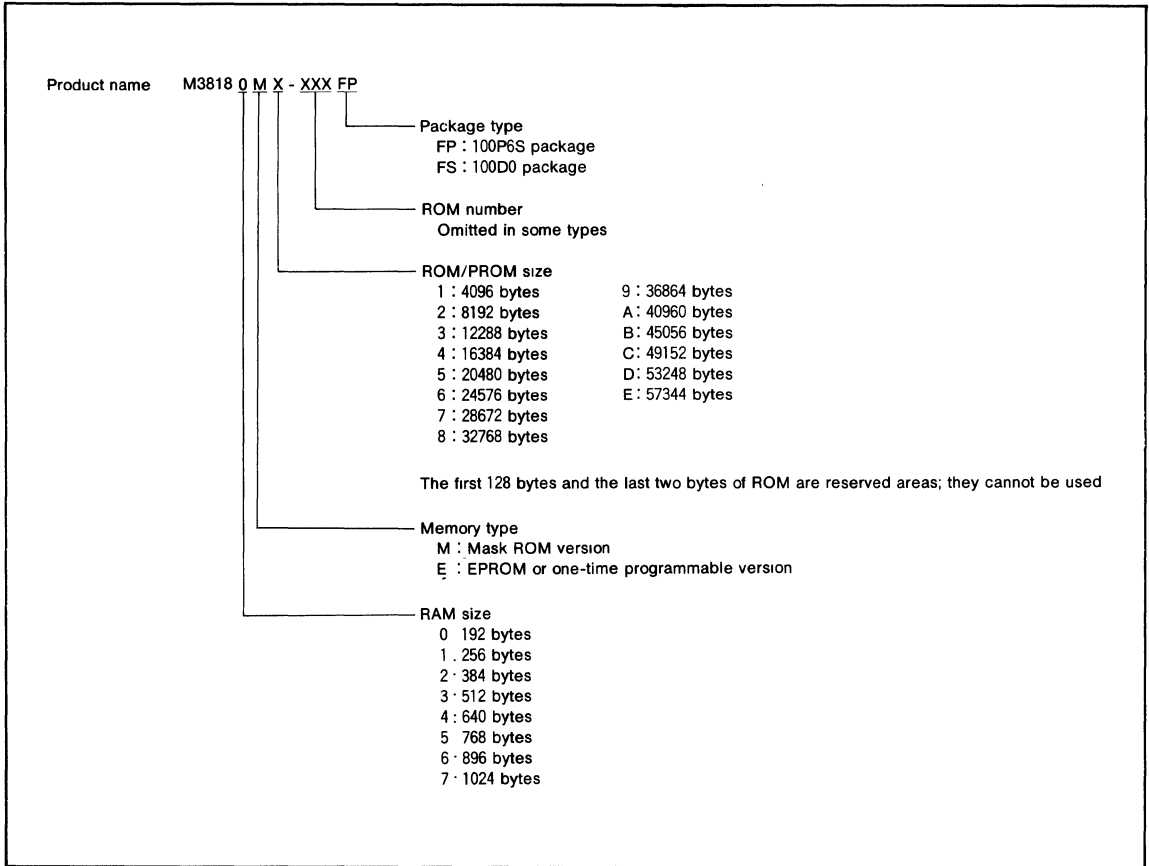 Product name M3818 0 M X - XXX FP
Package type
FP : 100P6S package
FS : 100D0 package
ROM number
Omitted in some types
ROM/PROM size
1 : 4096 bytes 9 : 36864 bytes
2 : 8192 bytes A : 40960 bytes
3 : 12288 bytes B : 45056 bytes
4 : 16384 bytes C : 49152 bytes
5 : 20480 bytes D : 53248 bytes
6 : 24576 bytes E : 57344 bytes
7 : 28672 bytes
8 : 32768 bytes
The first 128 bytes and the last two bytes of ROM are reserved areas; they cannot be used
Memory type
M : Mask ROM version
E : EPROM or one-time programmable version
RAM size
0 192 bytes
1 . 256 bytes
2 · 384 bytes
3 · 512 bytes
4 : 640 bytes
5 768 bytes
6 · 896 bytes
7 · 1024 bytes